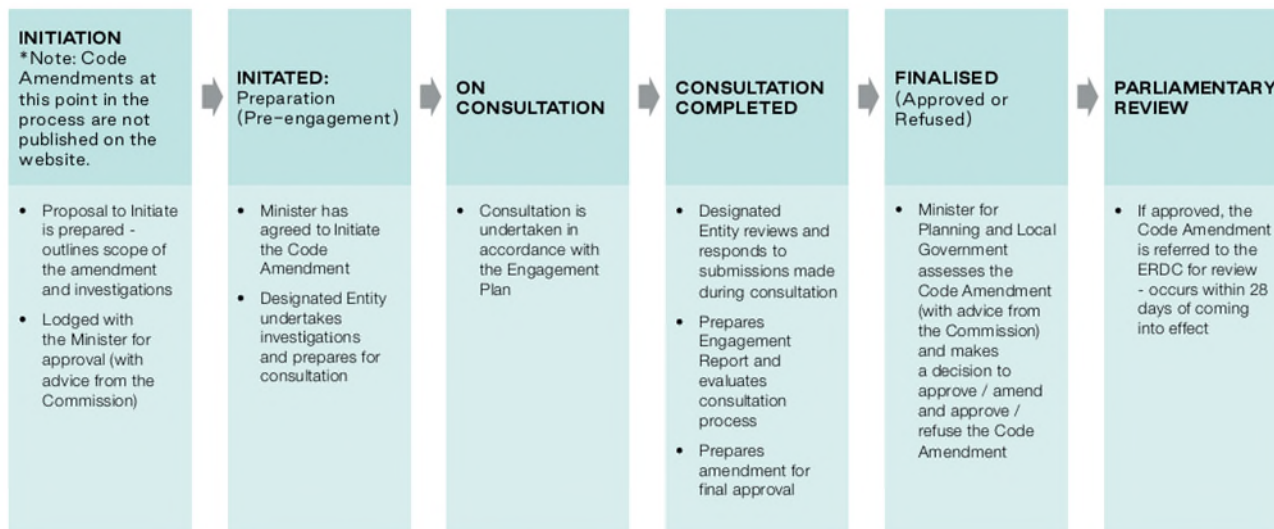 INITIATION
*Note: Code
Amendments at
this point in the
process are not
published on the
website.
• Proposal to Initiate
is prepared -
outlines scope of
the amendment
and investigations
• Lodged with
the Minister for
approval (with
advice from the
Commission)
INITATED:
Preparation
(Pre-engagement)
• Minister has
agreed to Initiate
the Code
Amendment
• Designated Entity
undertakes
investigations
and prepares for
consultation
ON
CONSULTATION
• Consultation is
undertaken in
accordance with
the Engagement
Plan
CONSULTATION
COMPLETED
• Designated
Entity reviews and
responds to
submissions made
during consultation
• Prepares
Engagement
Report and
evaluates
consultation
process
• Prepares
amendment for
final approval
FINALISED
(Approved or
Refused)
• Minister for
Planning and Local
Government
assesses the
Code Amendment
(with advice from
the Commission)
and makes
a decision to
approve / amend
and approve /
refuse the Code
Amendment
PARLIAMENTARY
REVIEW
• If approved, the
Code Amendment
is referred to the
ERDC for review
- occurs within 28
days of coming
into effect